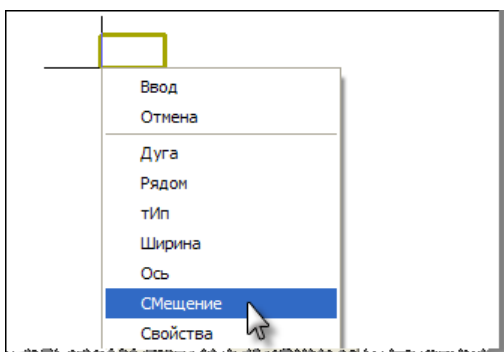 Ввод
Отмена
Дуга
Рядом
тИп
Ширина
Ось
СМещение
Свойства